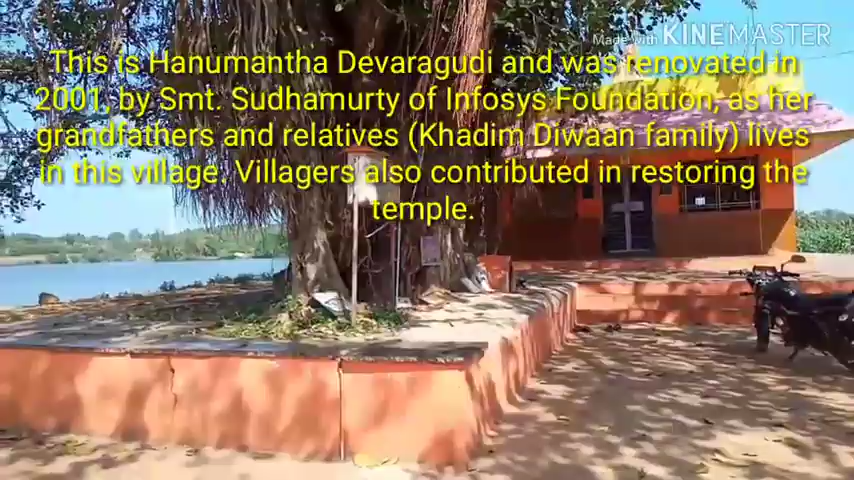 Made with KINEMASTER
This is Hanumantha Devaragudi and was renovated in
2001, by Smt. Sudhamurty of Infosys Foundation, as her
grandfathers and relatives (Khadim Diwaan family) lives
in this village. Villagers also contributed in restoring the
temple.